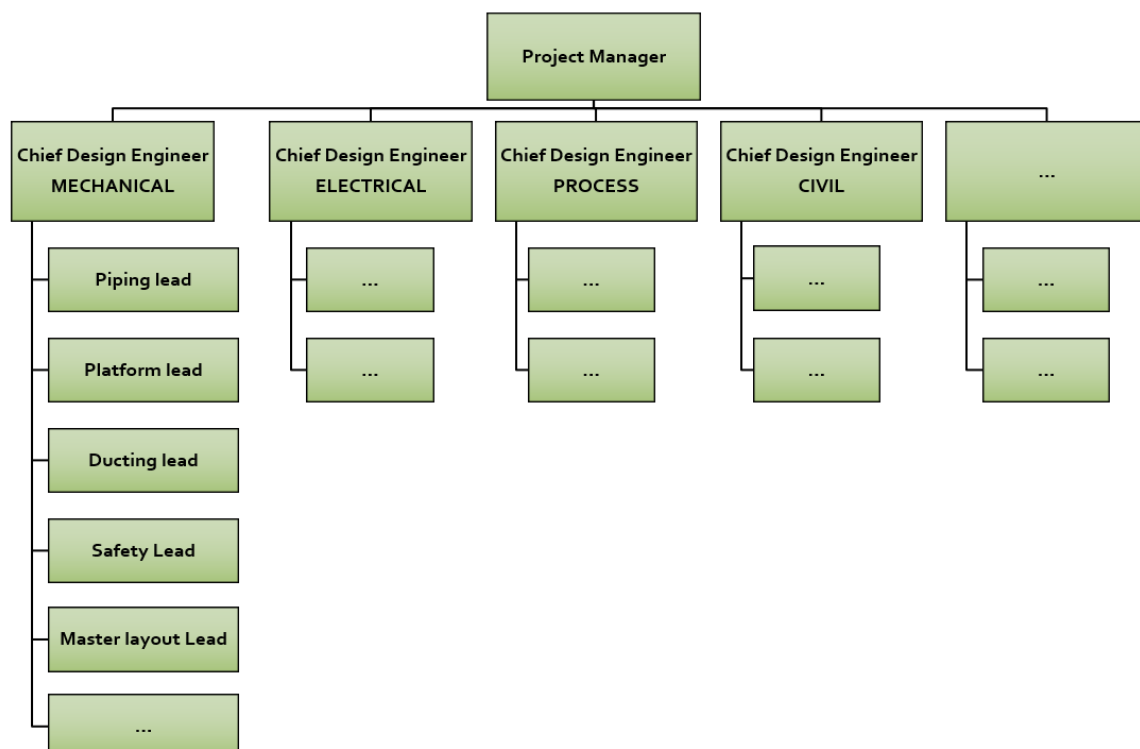 Project Manager
Chief Design Engineer
MECHANICAL
Chief Design Engineer
ELECTRICAL
Chief Design Engineer
PROCESS
Chief Design Engineer
CIVIL
...
Piping lead
Platform lead
Ducting lead
Safety Lead
Master layout Lead
...
...
...
...
...
...
...
...
...